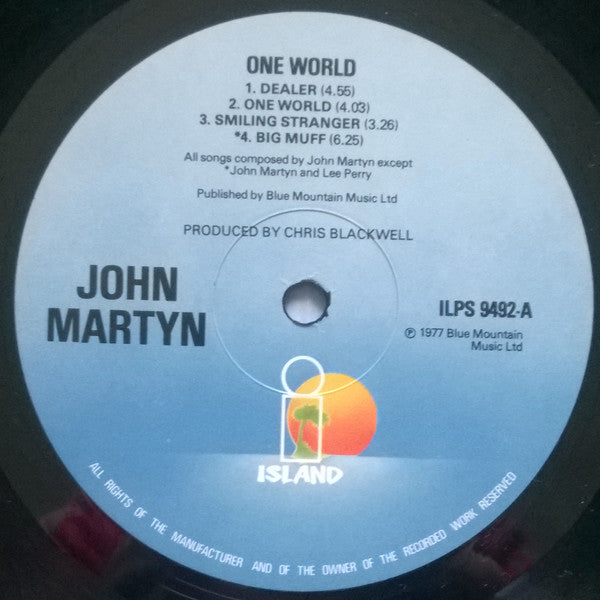 ONE WORLD
1. DEALER (4.55)
2. ONE WORLD (4.03)
3. SMILING STRANGER (3.26)
*4. BIG MUFF (6.25)
All songs composed by John Martyn except
*John Martyn and Lee Perry
Published by Blue Mountain Music Ltd
PRODUCED BY CHRIS BLACKWELL
JOHN
MARTYN
ILPS 9492-A
℗ 1977 Blue Mountain
Music Ltd
ISLAND
ALL RIGHTS OF THE MANUFACTURER AND OF THE OWNER OF THE RECORDED WORK RESERVED